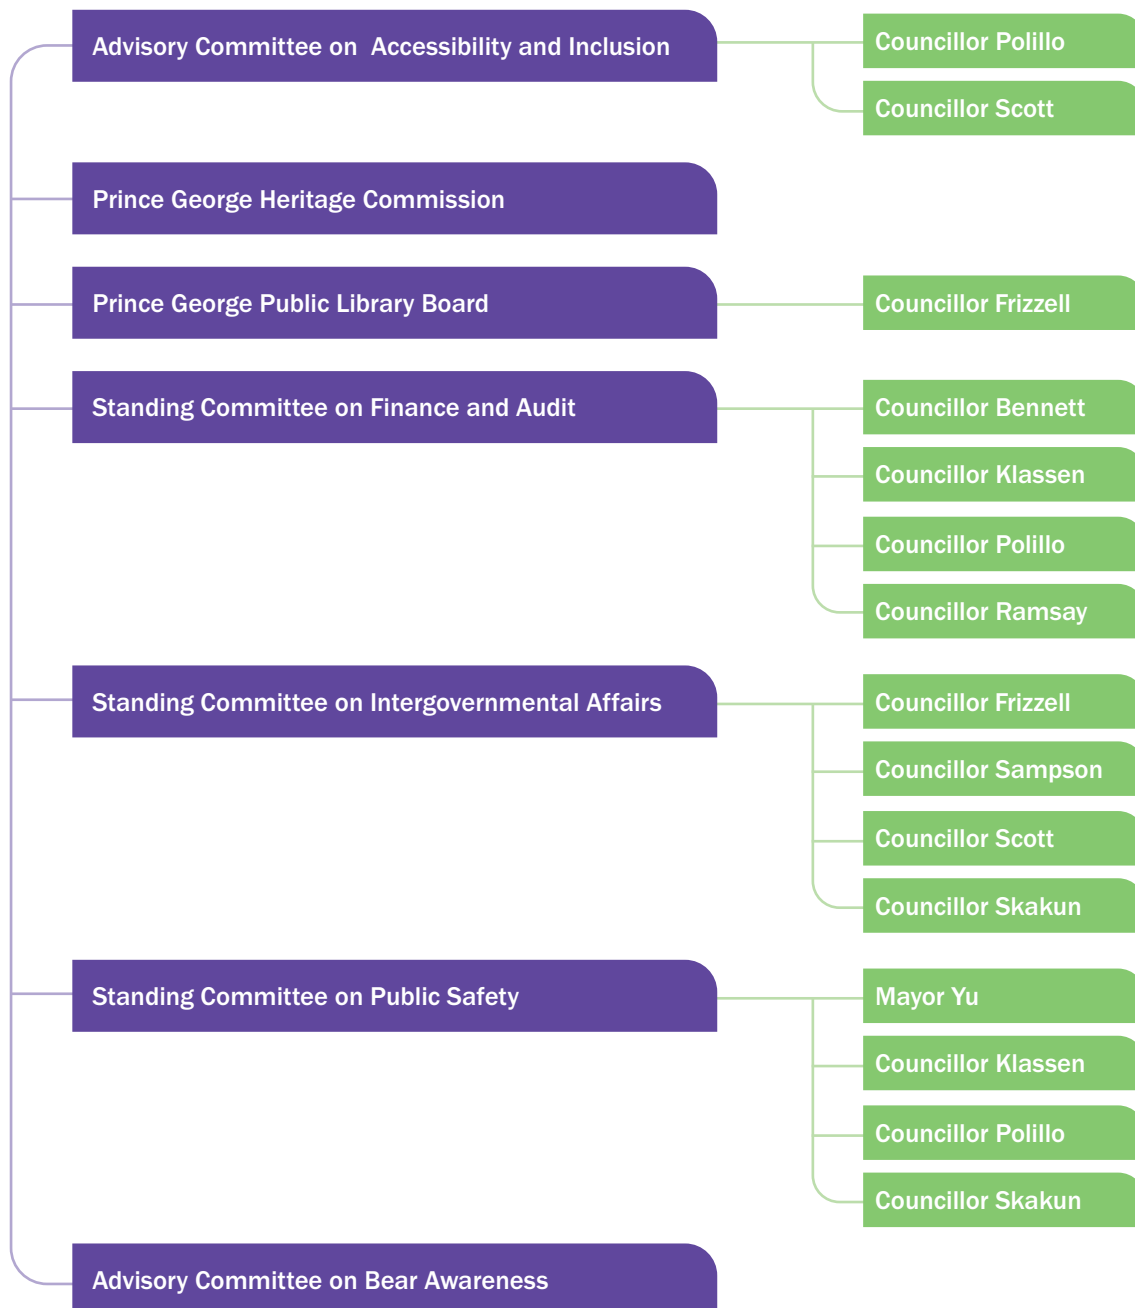 Advisory Committee on Accessibility and Inclusion
Councillor Polillo
Councillor Scott
Prince George Heritage Commission
Prince George Public Library Board
Councillor Frizzell
Standing Committee on Finance and Audit
Councillor Bennett
Councillor Klassen
Councillor Polillo
Councillor Ramsay
Standing Committee on Intergovernmental Affairs
Councillor Frizzell
Councillor Sampson
Councillor Scott
Councillor Skakun
Standing Committee on Public Safety
Mayor Yu
Councillor Klassen
Councillor Polillo
Councillor Skakun
Advisory Committee on Bear Awareness